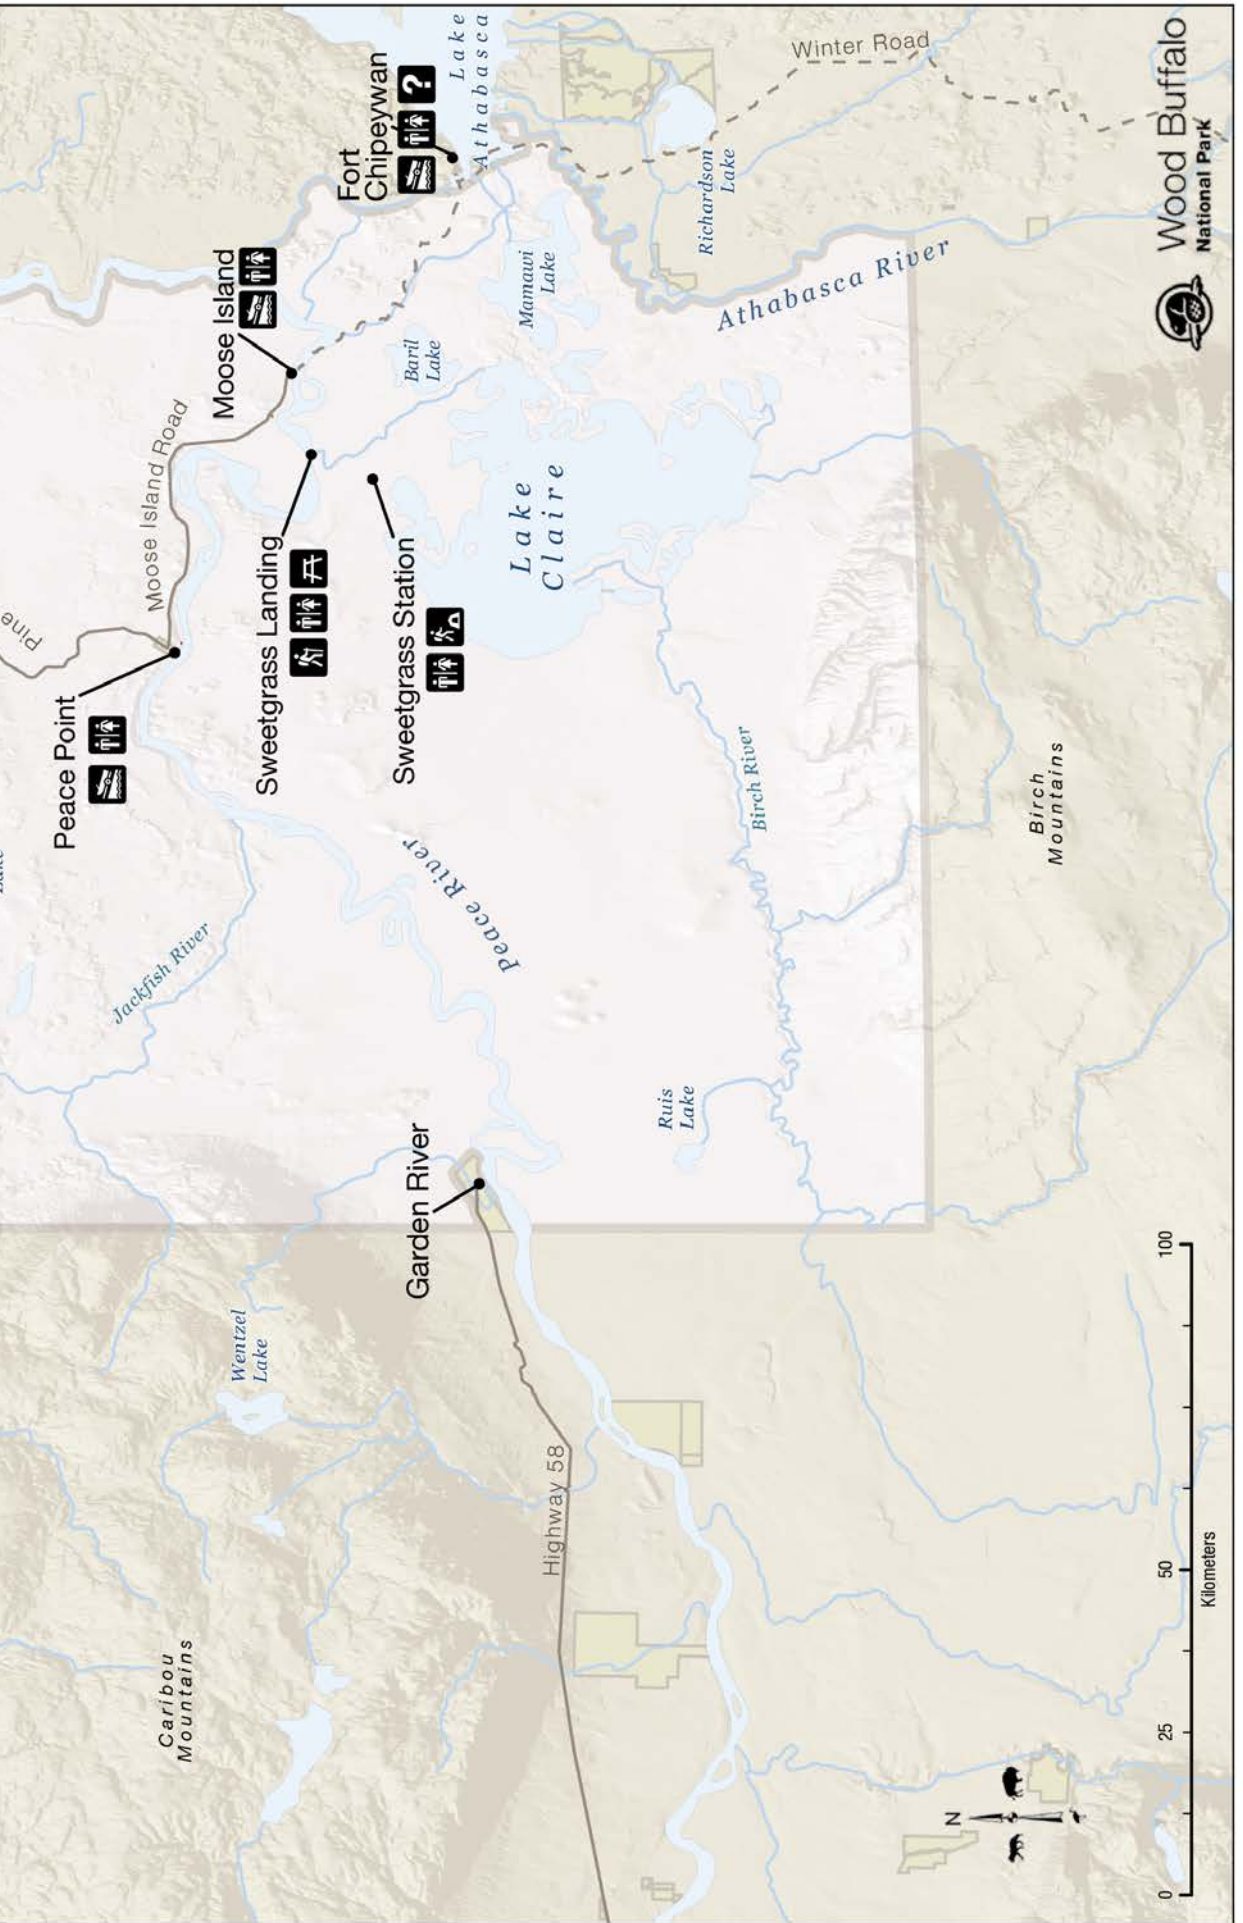 Pine
Peace Point
Moose Island Road
Moose Island
Fort
Chipeywan
?
Lake
Athabasca
Winter Road
Sweetgrass Landing
Sweetgrass Station
Baril
Lake
Mamawi
Lake
Richardson
Lake
Lake
Claire
Athabasca River
Jackfish River
Peace River
Birch River
Birch
Mountains
Ruis
Lake
Garden River
Wentzel
Lake
Highway 58
Caribou
Mountains
N
0
25
50
100
Kilometers
Wood Buffalo
National Park